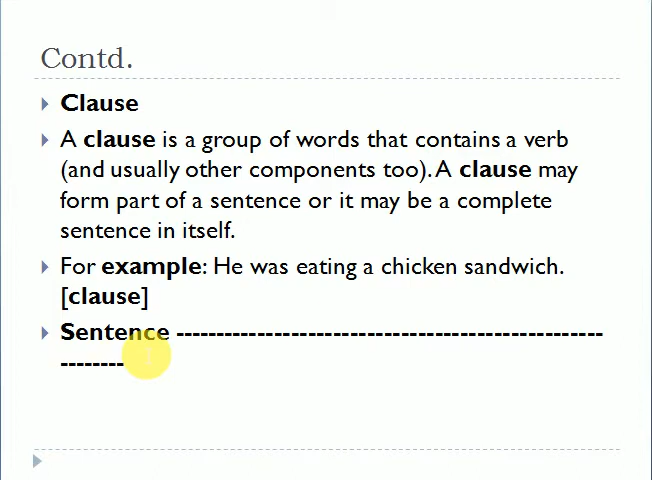 Contd.
Clause
A clause is a group of words that contains a verb
(and usually other components too). A clause may
form part of a sentence or it may be a complete
sentence in itself.
For example: He was eating a chicken sandwich.
[clause]
Sentence -----------------------------------------------------
--------